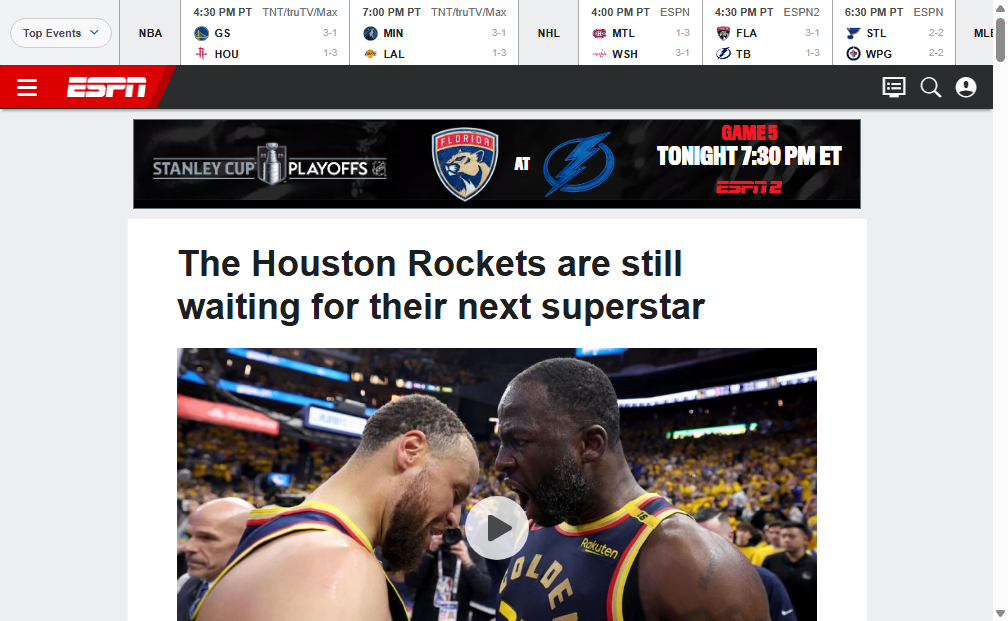 Top Events
NBA
4:30 PM PT TNT/truTV/Max
GS 3-1
HOU 1-3
7:00 PM PT TNT/truTV/Max
MIN 3-1
LAL 1-3
NHL
4:00 PM PT ESPN
MTL 1-3
WSH 3-1
4:30 PM PT ESPN2
FLA 3-1
TB 1-3
6:30 PM PT ESPN
STL 2-2
WPG 2-2
MLB
ESPN
STANLEY CUP PLAYOFFS
FLORIDA
AT
GAME 5
TONIGHT 7:30 PM ET
ESPN 2
The Houston Rockets are still
waiting for their next superstar
State Farm
Rakuten
GOLDEN